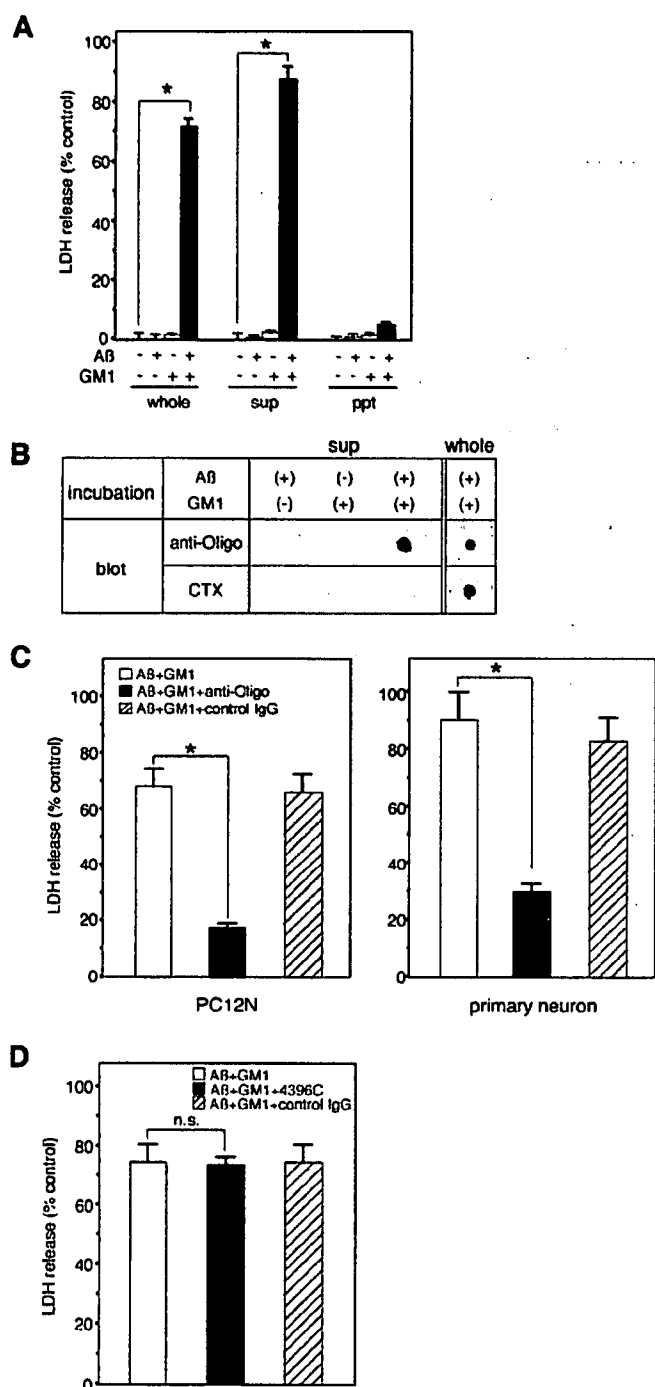 A
LDH release (% control)
100
80
60
40
20
0
*
*
Aß - + - + - + - + - + - +
GM1 - - + + - - + + - - + +
whole sup ppt
B
sup whole
incubation Aß (+) (-) (+) (+)
GM1 (-) (+) (+) (+)
blot anti-Oligo
CTX
C
LDH release (% control)
100
80
60
40
20
0
Aß+GM1
Aß+GM1+anti-Oligo
Aß+GM1+control IgG
*
PC12N
100
80
60
40
20
0
*
primary neuron
D
LDH release (% control)
100
80
60
40
20
0
Aß+GM1
Aß+GM1+4396C
Aß+GM1+control IgG
n.s.